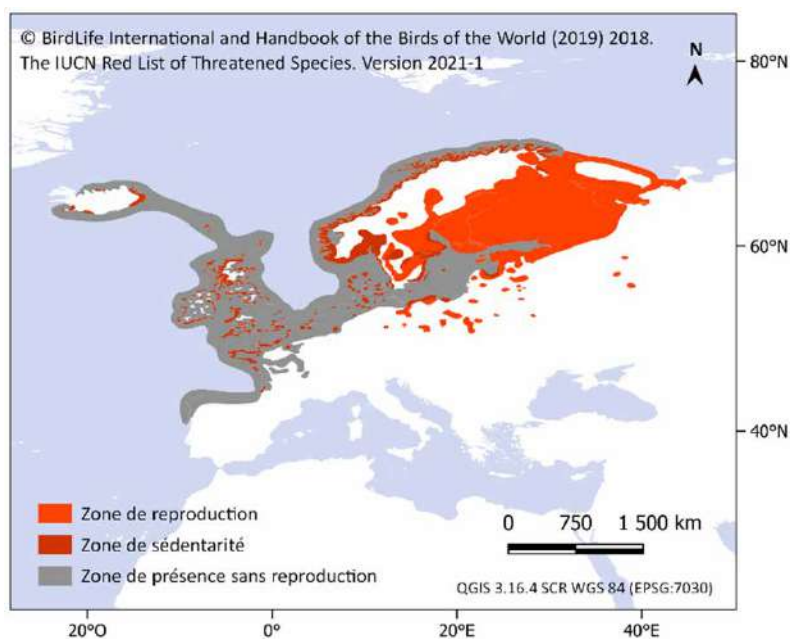 © BirdLife International and Handbook of the Birds of the World (2019) 2018.
The IUCN Red List of Threatened Species. Version 2021-1
N
80°N
60°N
40°N
Zone de reproduction
Zone de sédentarité
Zone de présence sans reproduction
0 750 1 500 km
QGIS 3.16.4 SCR WGS 84 (EPSG:7030)
20°O 0° 20°E 40°E